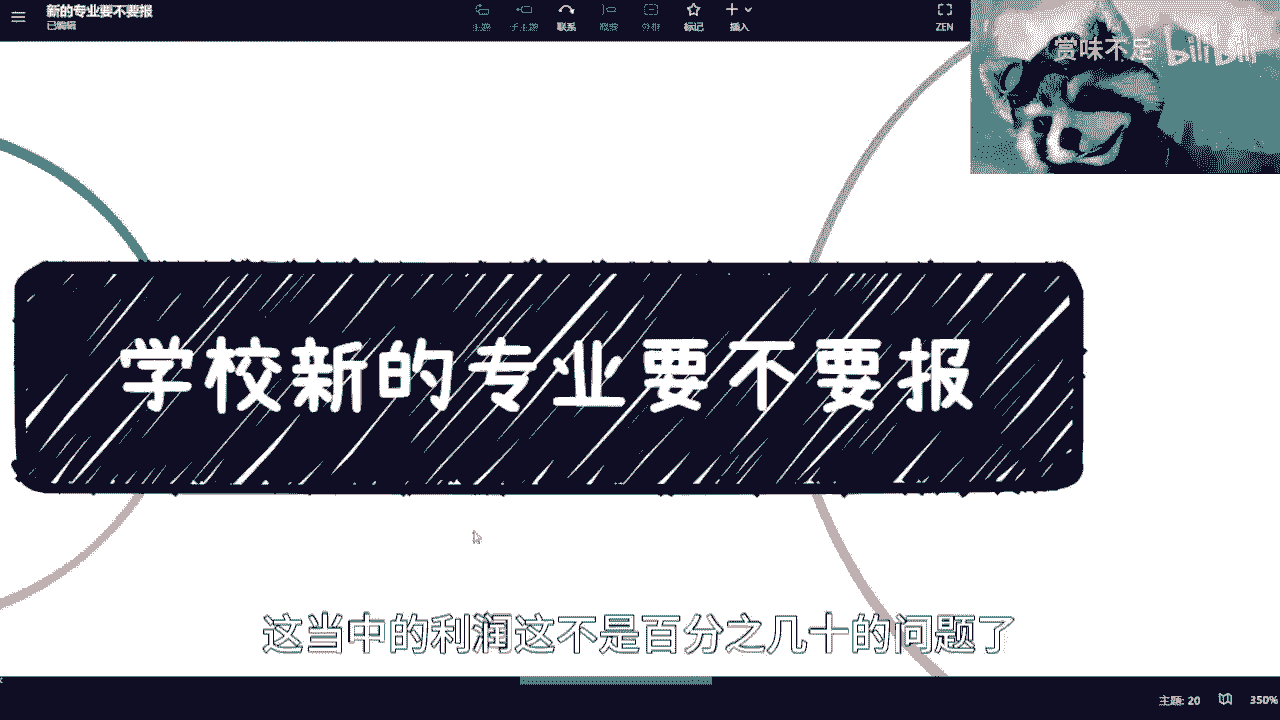 新的专业要不要报
已编辑
主题 子主题 联系 概要 分组 标记 插入 ZEN
赏味不足 bilibili
学校新的专业要不要报
这当中的利润这不是百分之几十的问题了
主题: 20 350%